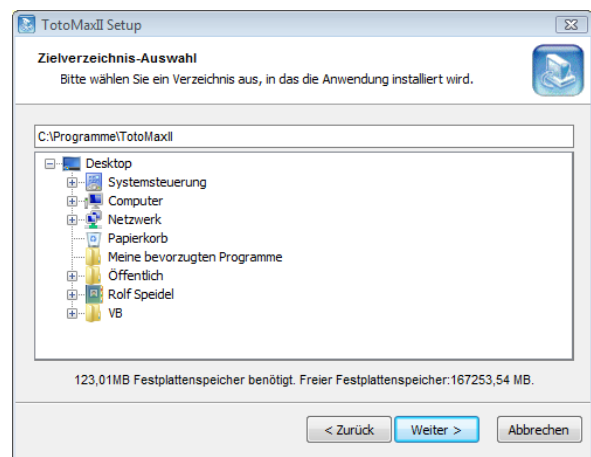 TotoMaxII Setup
Zielverzeichnis-Auswahl
Bitte wählen Sie ein Verzeichnis aus, in das die Anwendung installiert wird.
C:\Programme\TotoMaxII
Desktop
Systemsteuerung
Computer
Netzwerk
Papierkorb
Meine bevorzugten Programme
Öffentlich
Rolf Speidel
VB
123,01MB Festplattenspeicher benötigt. Freier Festplattenspeicher:167253,54 MB.
< Zurück Weiter > Abbrechen